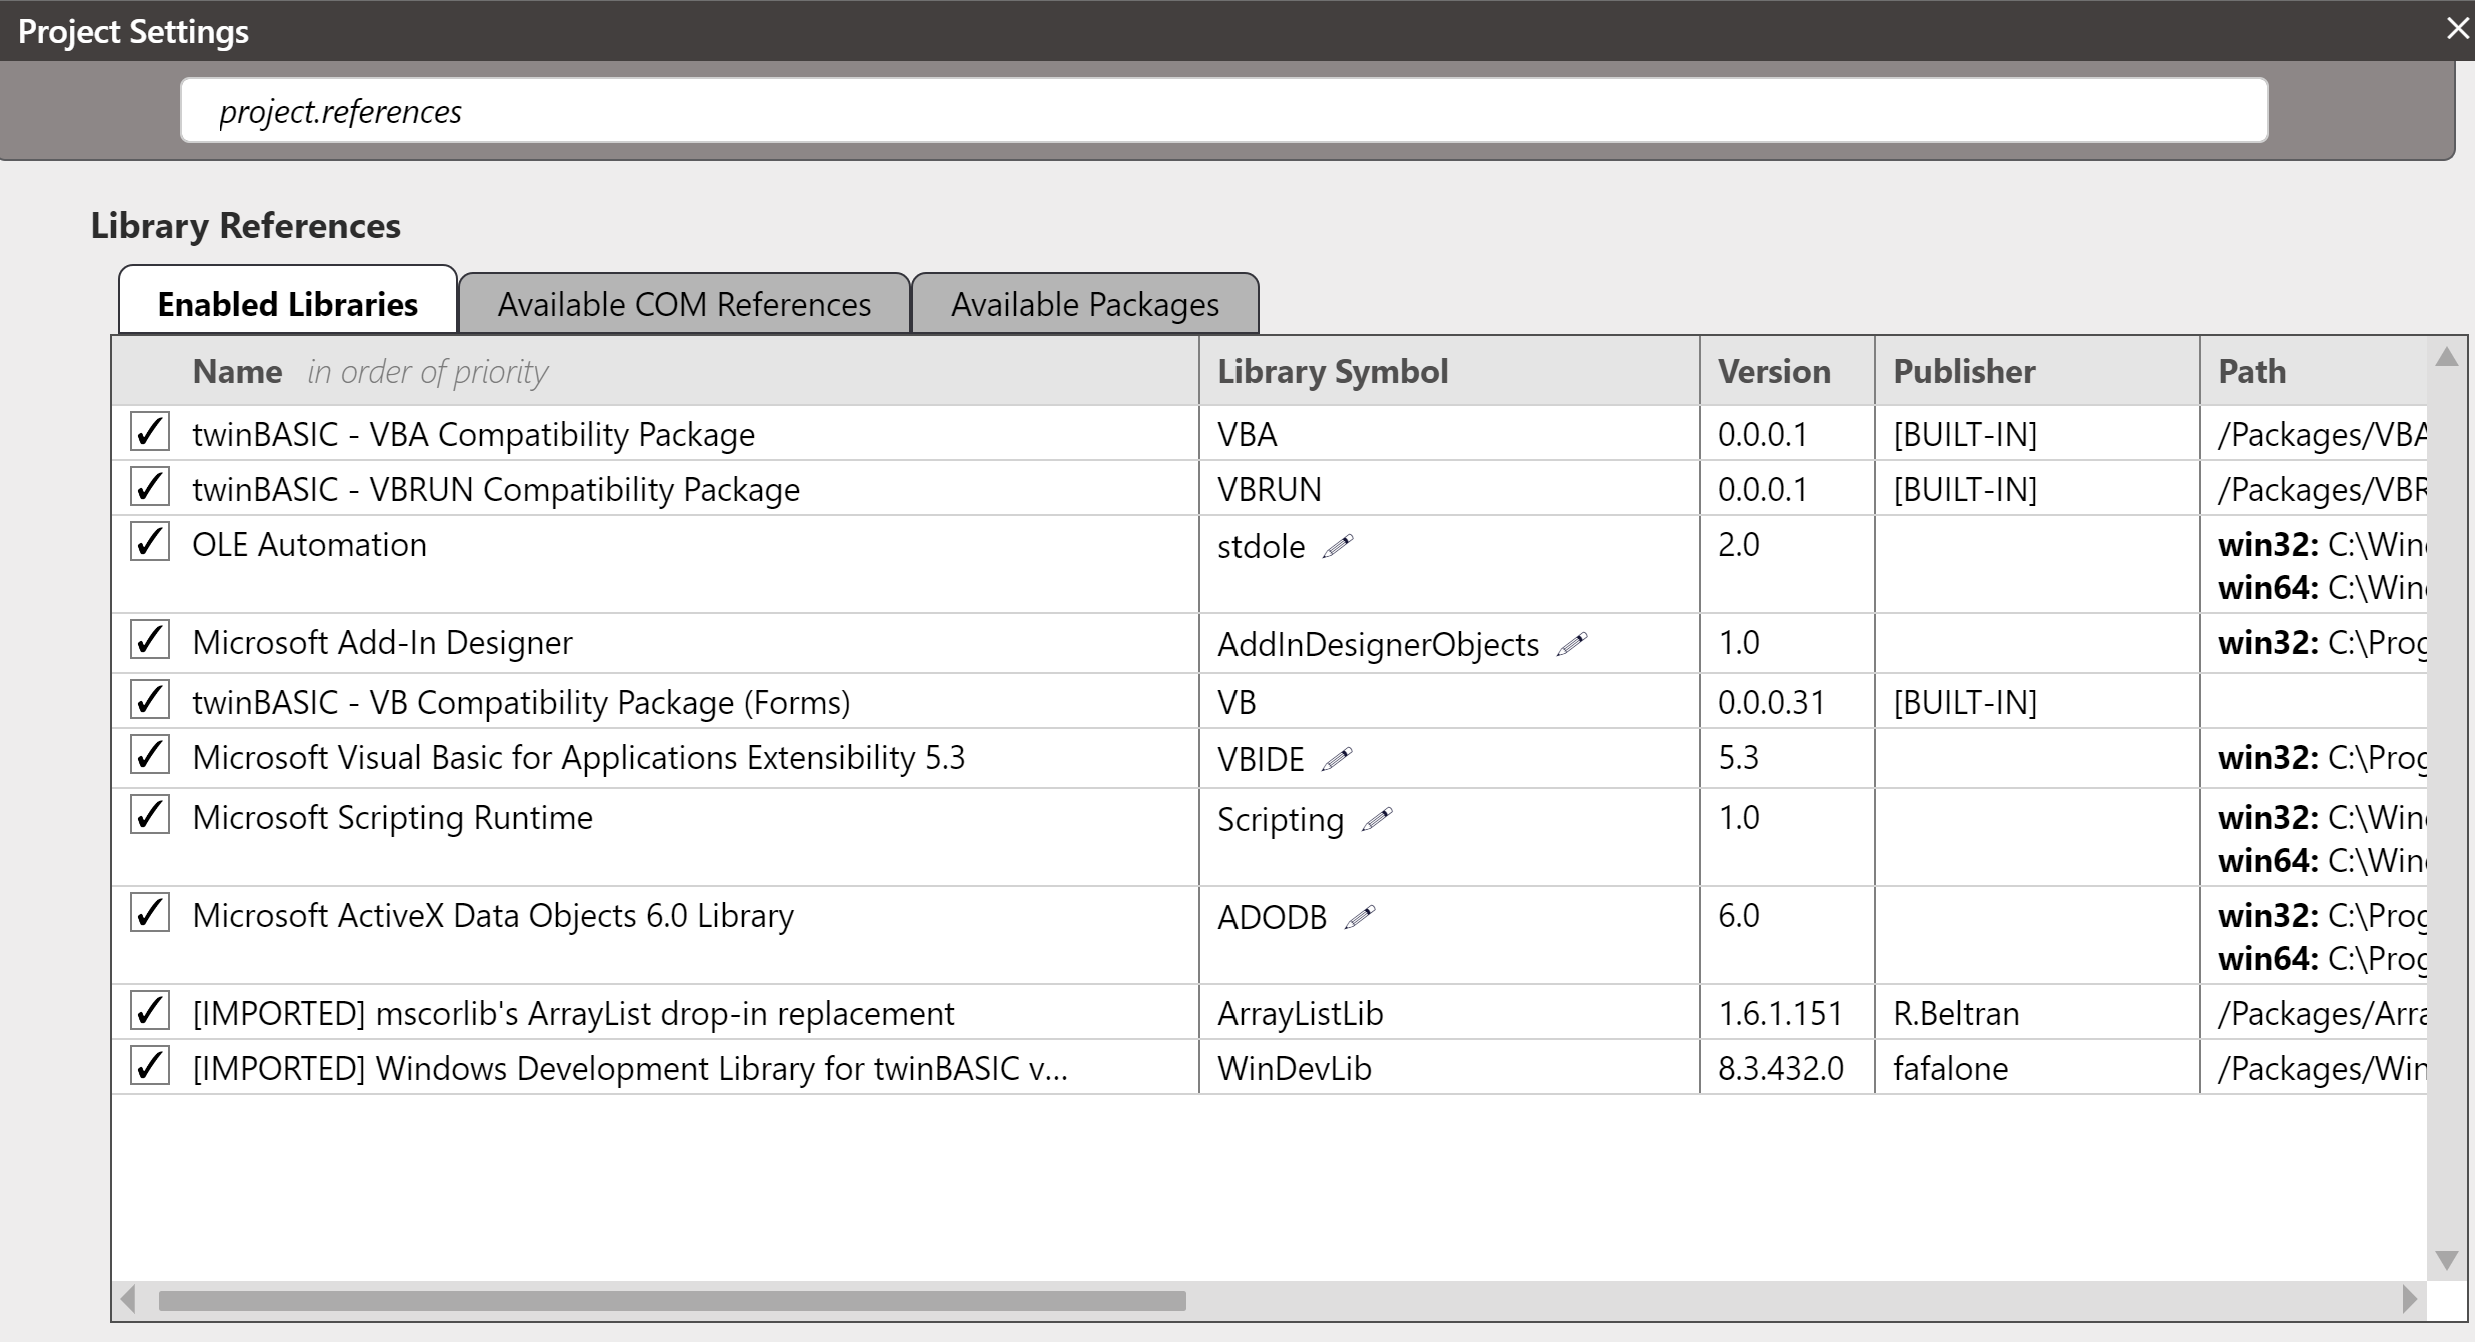 Project Settings
project.references
Library References
Enabled Libraries Available COM References Available Packages
Name in order of priority Library Symbol Version Publisher Path
twinBASIC - VBA Compatibility Package VBA 0.0.0.1 [BUILT-IN] /Packages/VBA
twinBASIC - VBRUN Compatibility Package VBRUN 0.0.0.1 [BUILT-IN] /Packages/VBR
OLE Automation stdole 2.0 win32: C:\Win
win64: C:\Win
Microsoft Add-In Designer AddInDesignerObjects 1.0 win32: C:\Prog
twinBASIC - VB Compatibility Package (Forms) VB 0.0.0.31 [BUILT-IN]
Microsoft Visual Basic for Applications Extensibility 5.3 VBIDE 5.3 win32: C:\Prog
Microsoft Scripting Runtime Scripting 1.0 win32: C:\Win
win64: C:\Win
Microsoft ActiveX Data Objects 6.0 Library ADODB 6.0 win32: C:\Prog
win64: C:\Prog
[IMPORTED] mscorlib's ArrayList drop-in replacement ArrayListLib 1.6.1.151 R.Beltran /Packages/Arra
[IMPORTED] Windows Development Library for twinBASIC v... WinDevLib 8.3.432.0 fafalone /Packages/Win